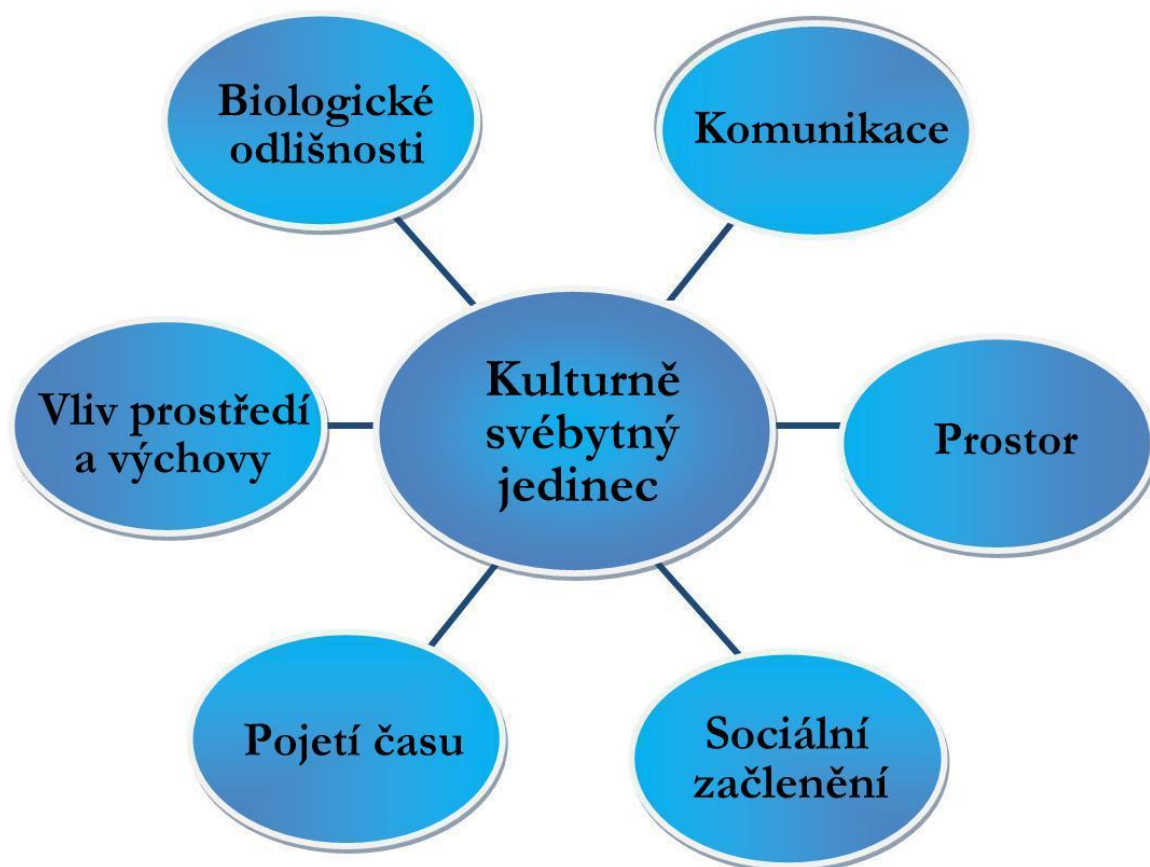 Biologické
odlišnosti
Komunikace
Vliv prostředí
a výchovy
Kulturně
svébytný
jedinec
Prostor
Pojetí času
Sociální
začlenění